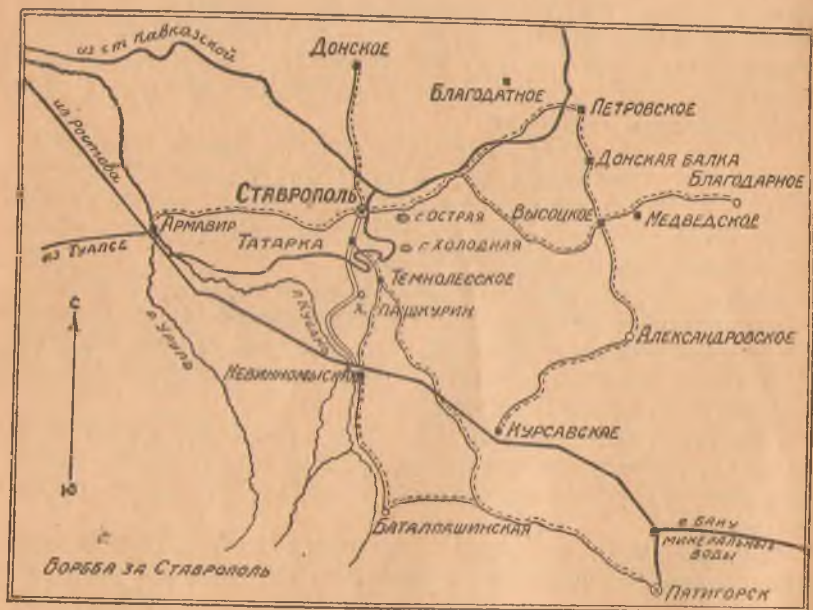 из ст. Кавказской
Донское
Благодатное
Петровское
из Ростова
Донская Балка
Благодарное
Ставрополь
г. Острая
Высоцкое
Медведское
Армавир
Татарка
г. Холодная
из Туапсе
Темнолесское
р. Кубань
х. Пашкурин
р. Уруп
С
Александровское
Невинномысская
Курсавское
Ю
Баталпашинская
в Баку
Минеральные
Воды
Борьба за Ставрополь
Пятигорск